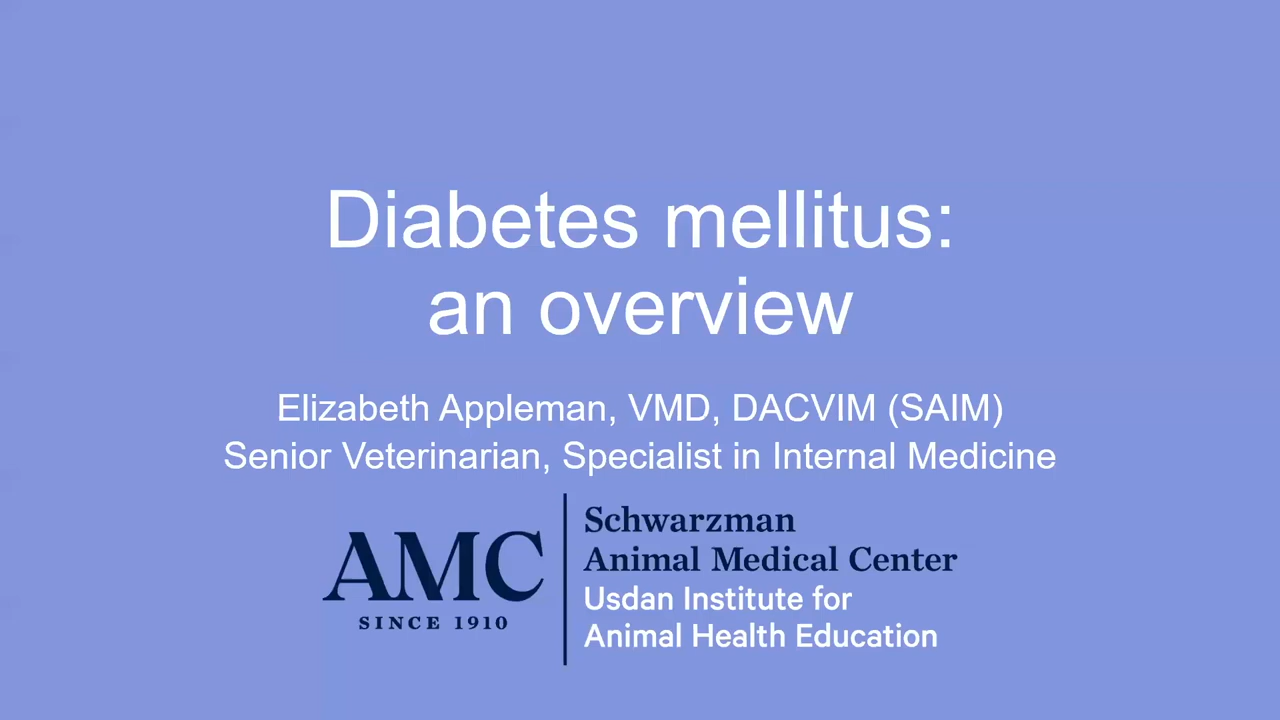 Diabetes mellitus:
an overview
Elizabeth Appleman, VMD, DACVIM (SAIM)
Senior Veterinarian, Specialist in Internal Medicine
AMC
SINCE 1910
Schwarzman
Animal Medical Center
Usdan Institute for
Animal Health Education